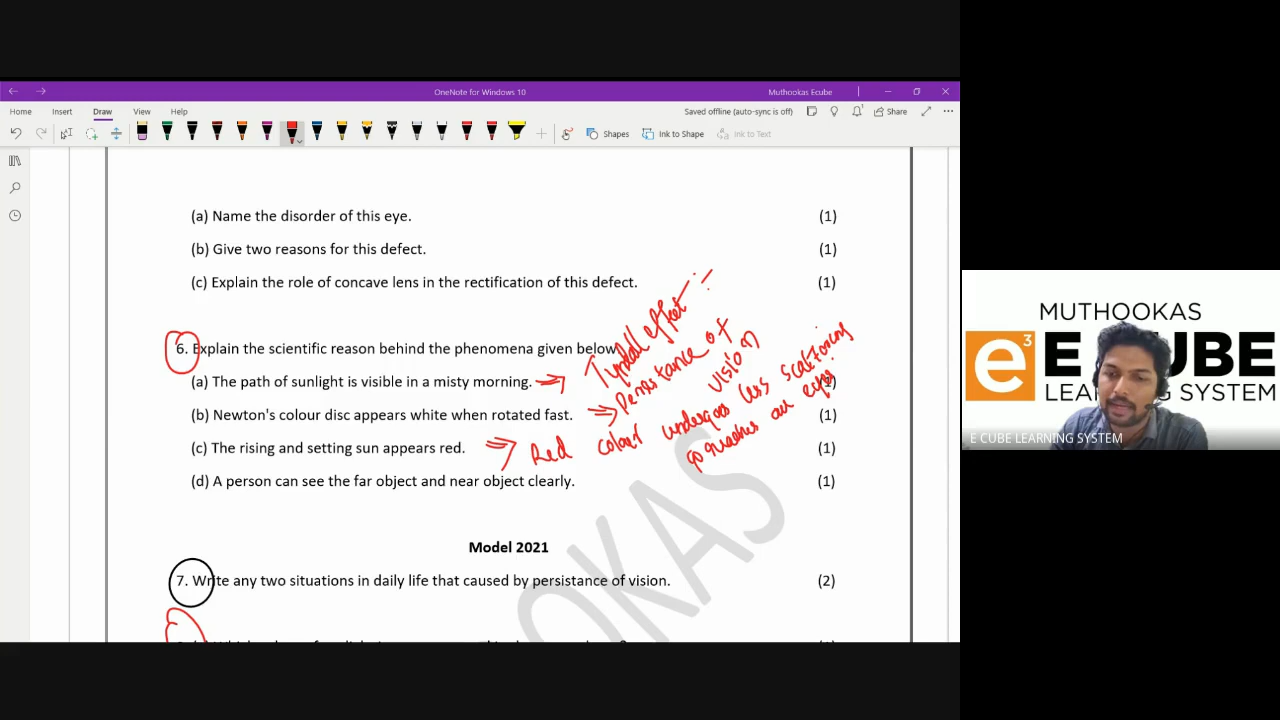 OneNote for Windows 10
Muthookas Ecube
Home Insert Draw View Help
Saved offline (auto-sync is off)
Share
Shapes
Ink to Shape
Ink to Text
(a) Name the disorder of this eye. (1)
(b) Give two reasons for this defect. (1)
(c) Explain the role of concave lens in the rectification of this defect. (1)
6. Explain the scientific reason behind the phenomena given below
(a) The path of sunlight is visible in a misty morning. ⇒ Tyndall effect :-
(b) Newton's colour disc appears white when rotated fast. ⇒ persistance of vision (1)
(c) The rising and setting sun appears red. ⇒ Red colour undergoes less scattering (1)
(d) A person can see the far object and near object clearly. (1)
Model 2021
7. Write any two situations in daily life that caused by persistance of vision. (2)
OKAS
MUTHOOKAS
e3 E CUBE
LEARNING SYSTEM
E CUBE LEARNING SYSTEM